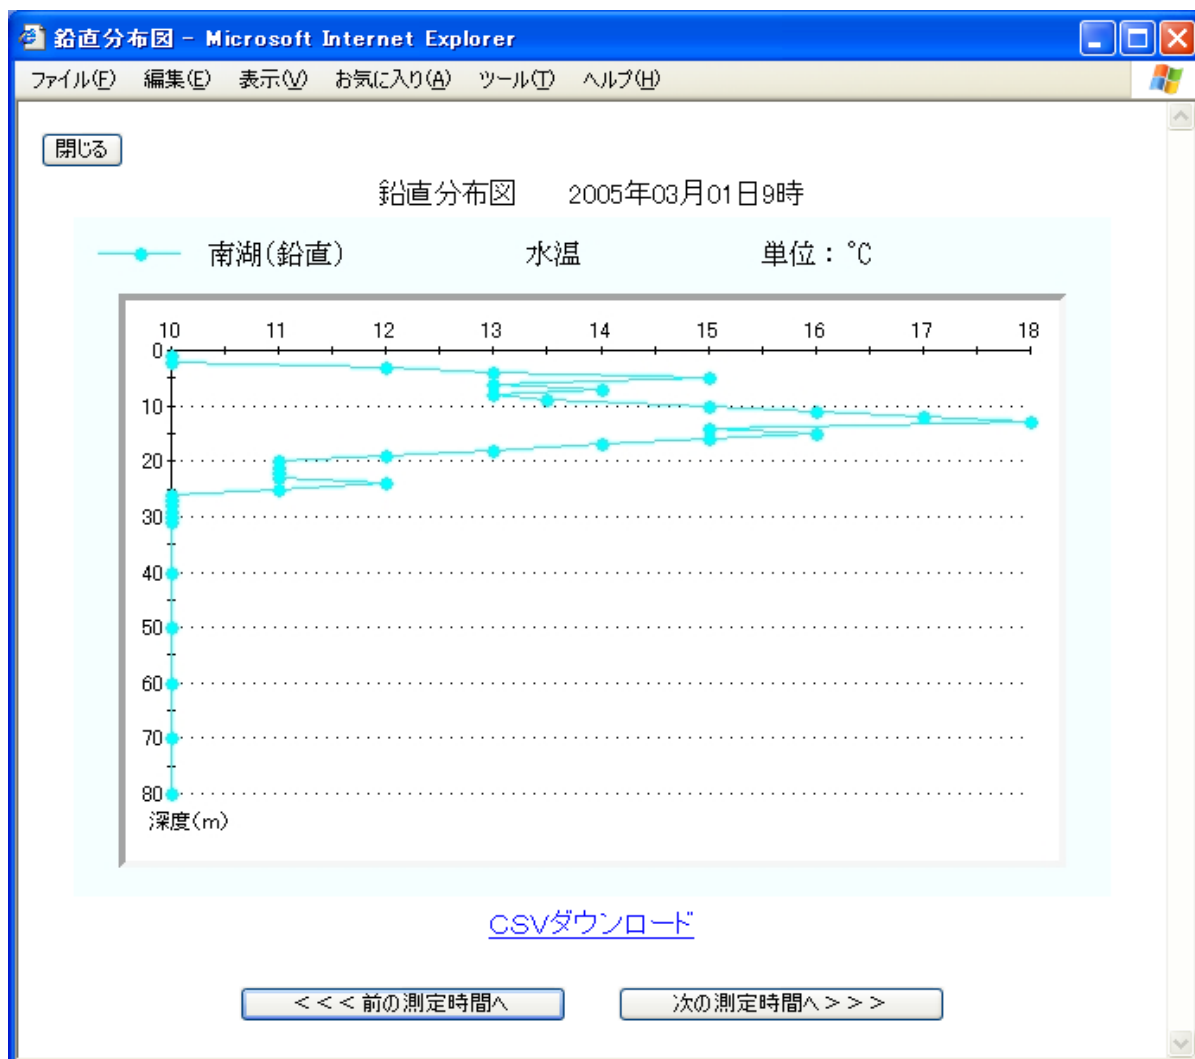 鉛直分布図 - Microsoft Internet Explorer
ファイル(F) 編集(E) 表示(V) お気に入り(A) ツール(T) ヘルプ(H)
閉じる
鉛直分布図 2005年03月01日9時
南湖(鉛直) 水温 単位：℃
10 11 12 13 14 15 16 17 18
0
10
20
30
40
50
60
70
80
深度(m)
CSVダウンロード
＜＜＜前の測定時間へ 次の測定時間へ＞＞＞